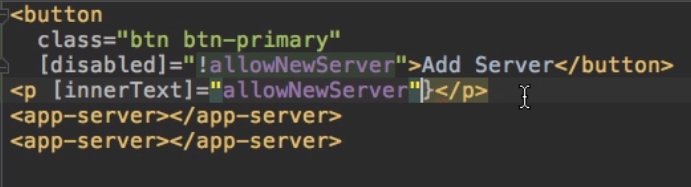 <button
class="btn btn-primary"
[disabled]="!allowNewServer">Add Server</button>
<p [innerText]="allowNewServer"}</p>
<app-server></app-server>
<app-server></app-server>